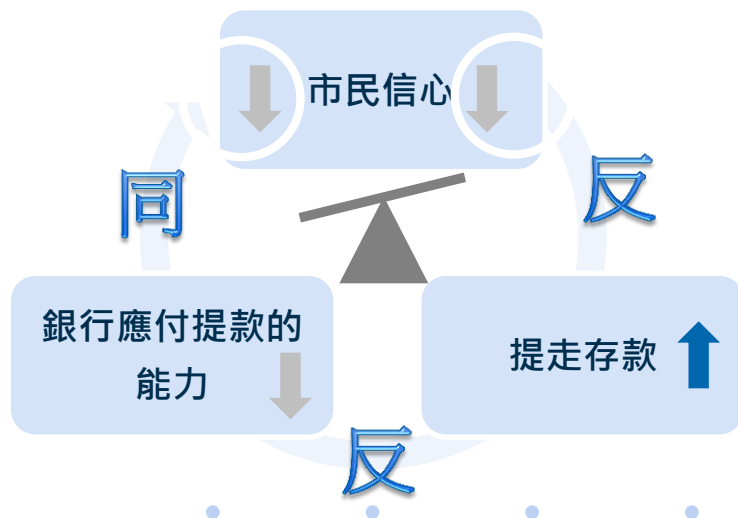 市民信心
同
反
銀行應付提款的
能力
提走存款
反